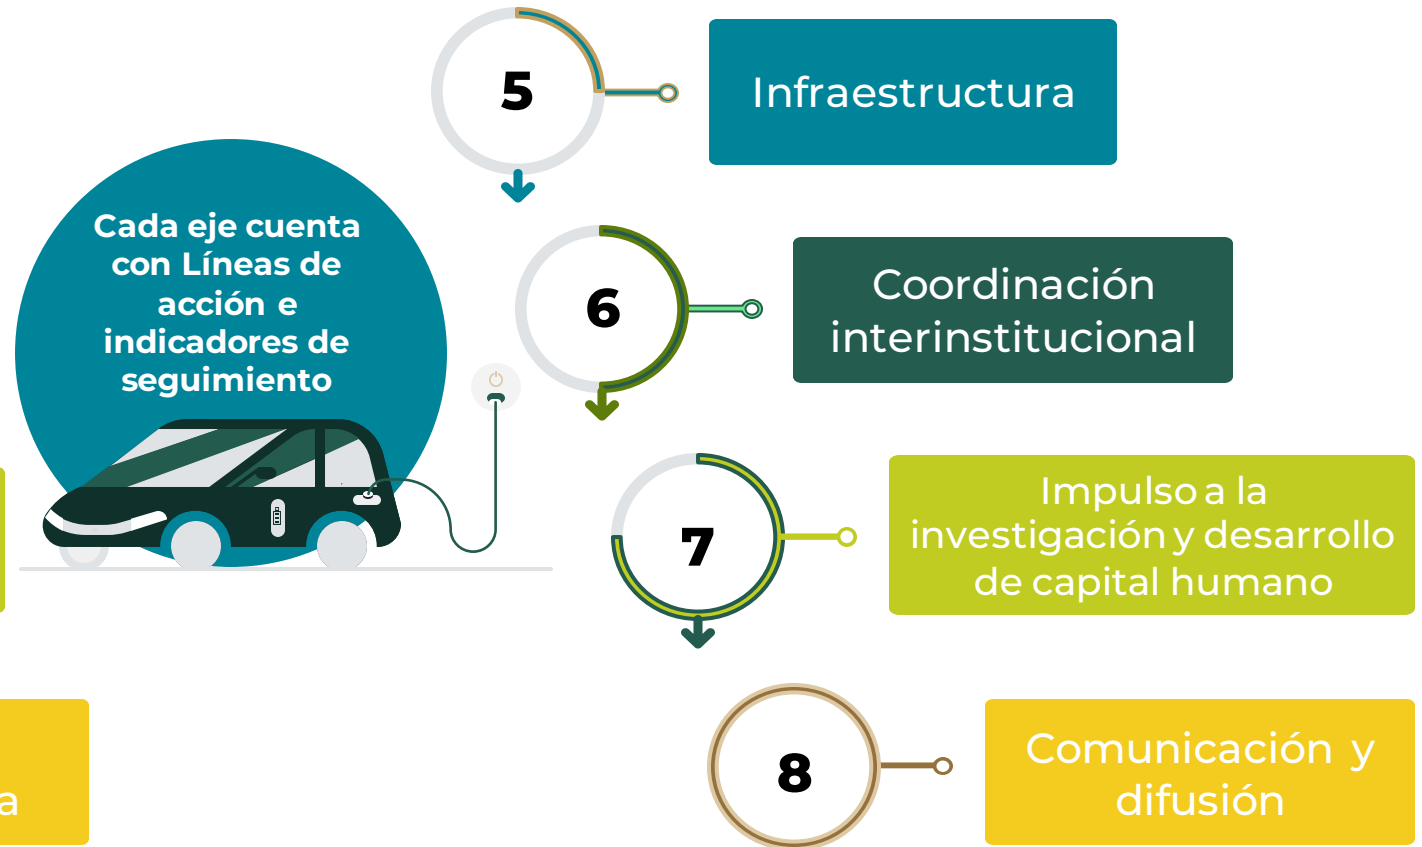 5
Infraestructura
Cada eje cuenta
con Líneas de
acción e
indicadores de
seguimiento
6
Coordinación
interinstitucional
7
Impulso a la
investigación y desarrollo
de capital humano
8
Comunicación y
difusión
a